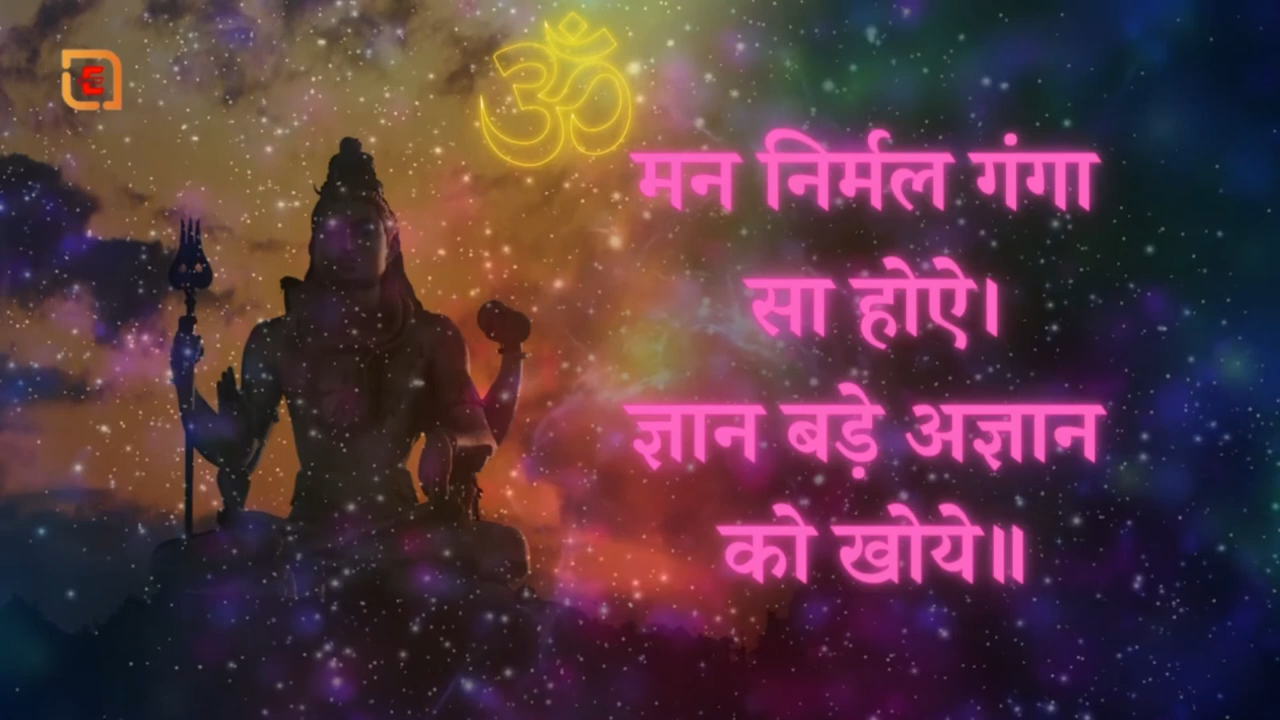 ॐ
E
मन निर्मल गंगा
सा होऐ।
ज्ञान बड़े अज्ञान
को खोये॥